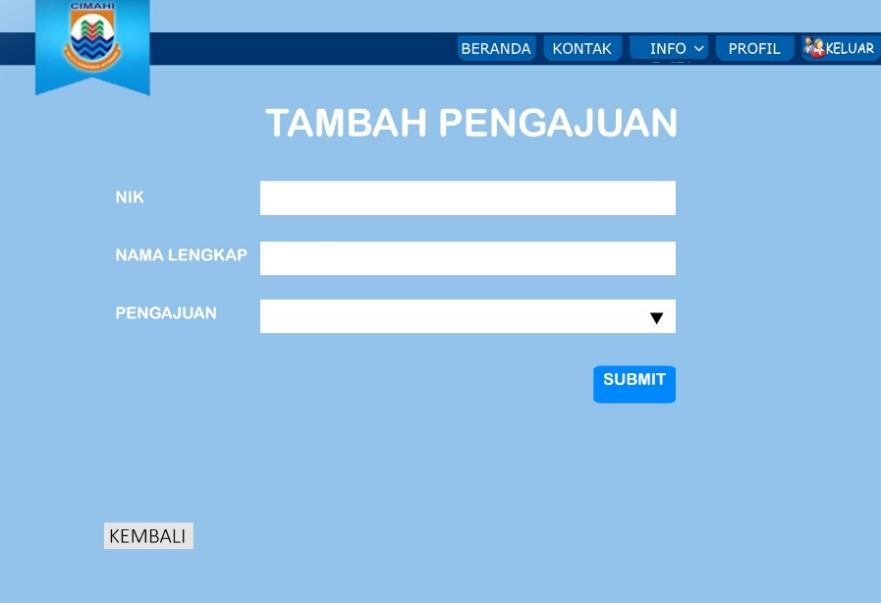 CIMAHI
BERANDA KONTAK INFO PROFIL KELUAR
TAMBAH PENGAJUAN
NIK
NAMA LENGKAP
PENGAJUAN
SUBMIT
KEMBALI